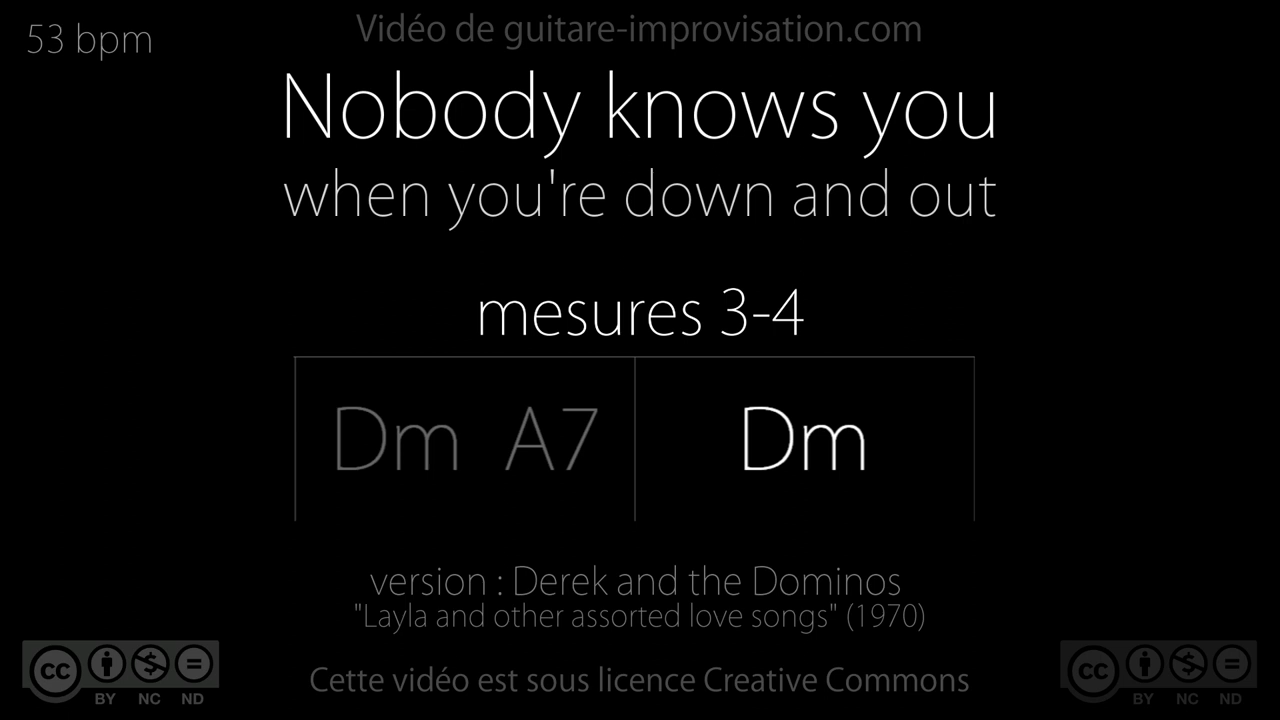 53 bpm
Vidéo de guitare-improvisation.com
Nobody knows you
when you're down and out
mesures 3-4
Dm A7 Dm
version : Derek and the Dominos
"Layla and other assorted love songs" (1970)
Cette vidéo est sous licence Creative Commons
cc BY NC ND
cc BY NC ND